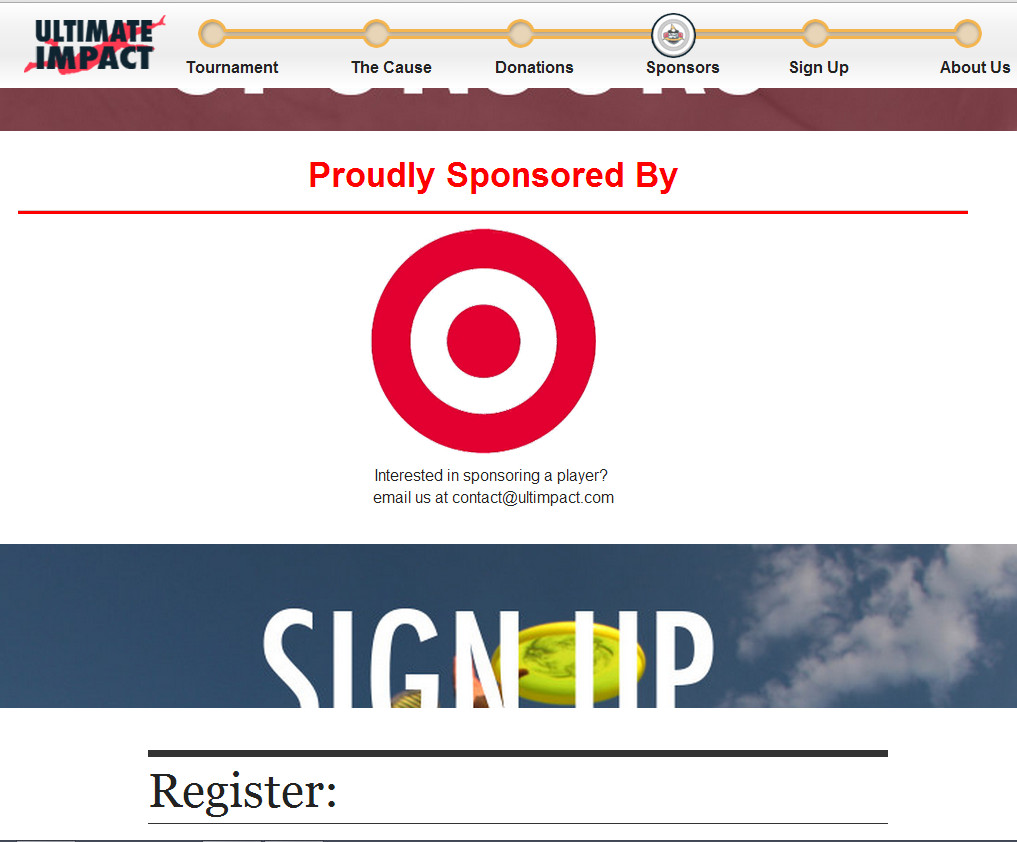 ULTIMATE
IMPACT
Tournament The Cause Donations Sponsors Sign Up About Us
SPONSORS
Proudly Sponsored By
Interested in sponsoring a player?
email us at contact@ultimpact.com
SIGN UP
Register: